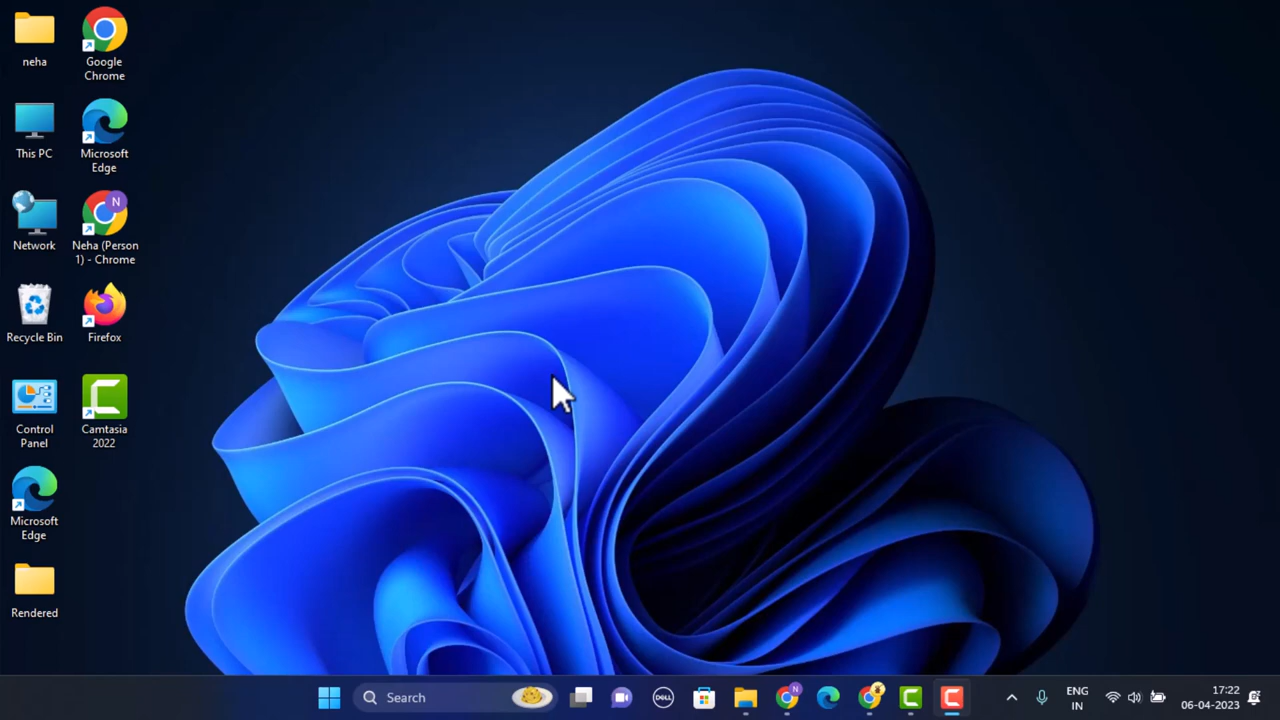 neha
Google
Chrome
This PC
Microsoft
Edge
N
Network
Neha (Person
1) - Chrome
Recycle Bin
Firefox
Control
Panel
Camtasia
2022
Microsoft
Edge
Rendered
Search
DELL
N
ENG
IN
17:22
06-04-2023